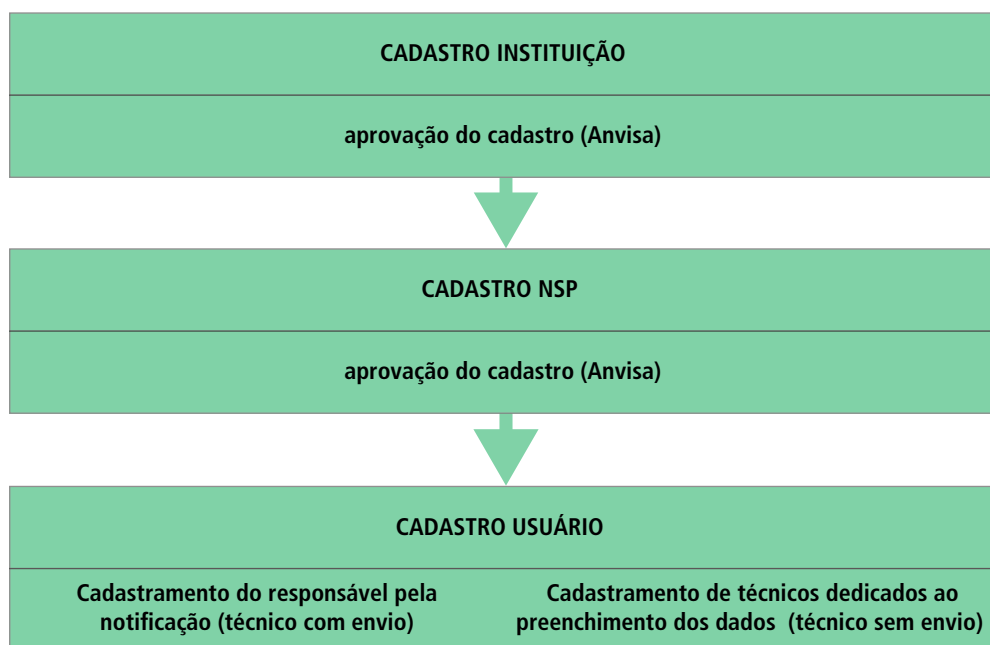 CADASTRO INSTITUIÇÃO
aprovação do cadastro (Anvisa)
CADASTRO NSP
aprovação do cadastro (Anvisa)
CADASTRO USUÁRIO
Cadastramento do responsável pela
notificação (técnico com envio)
Cadastramento de técnicos dedicados ao
preenchimento dos dados (técnico sem envio)